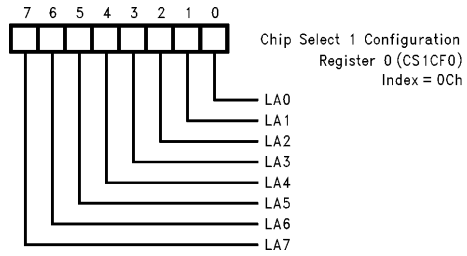 7 6 5 4 3 2 1 0
Chip Select 1 Configuration
Register 0 (CS1CF0)
Index = 0Ch
LA0
LA1
LA2
LA3
LA4
LA5
LA6
LA7